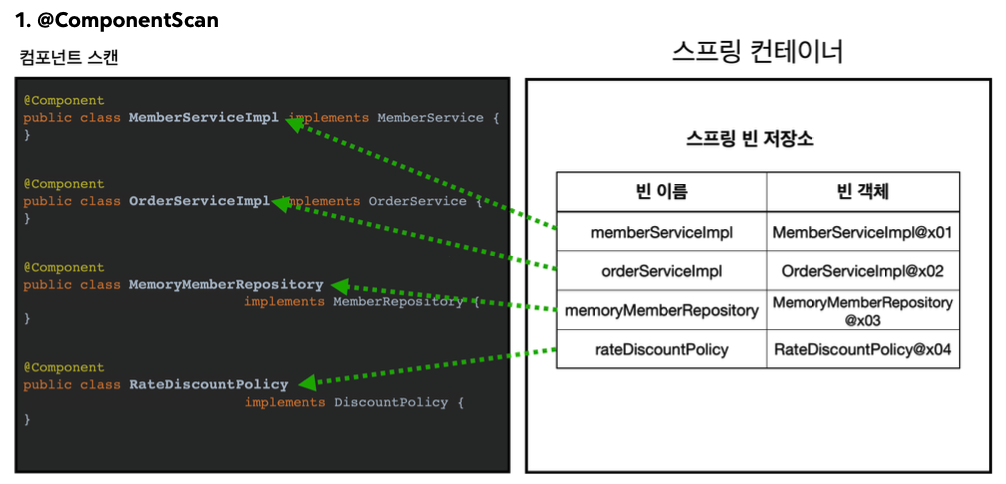 1. @ComponentScan
컴포넌트 스캔
@Component
public class MemberServiceImpl implements MemberService {
}
@Component
public class OrderServiceImpl implements OrderService {
}
@Component
public class MemoryMemberRepository
implements MemberRepository {
}
@Component
public class RateDiscountPolicy
implements DiscountPolicy {
}
스프링 컨테이너
스프링 빈 저장소
빈 이름 빈 객체
memberServiceImpl MemberServiceImpl@x01
orderServiceImpl OrderServiceImpl@x02
memoryMemberRepository MemoryMemberRepository
@x03
rateDiscountPolicy RateDiscountPolicy@x04